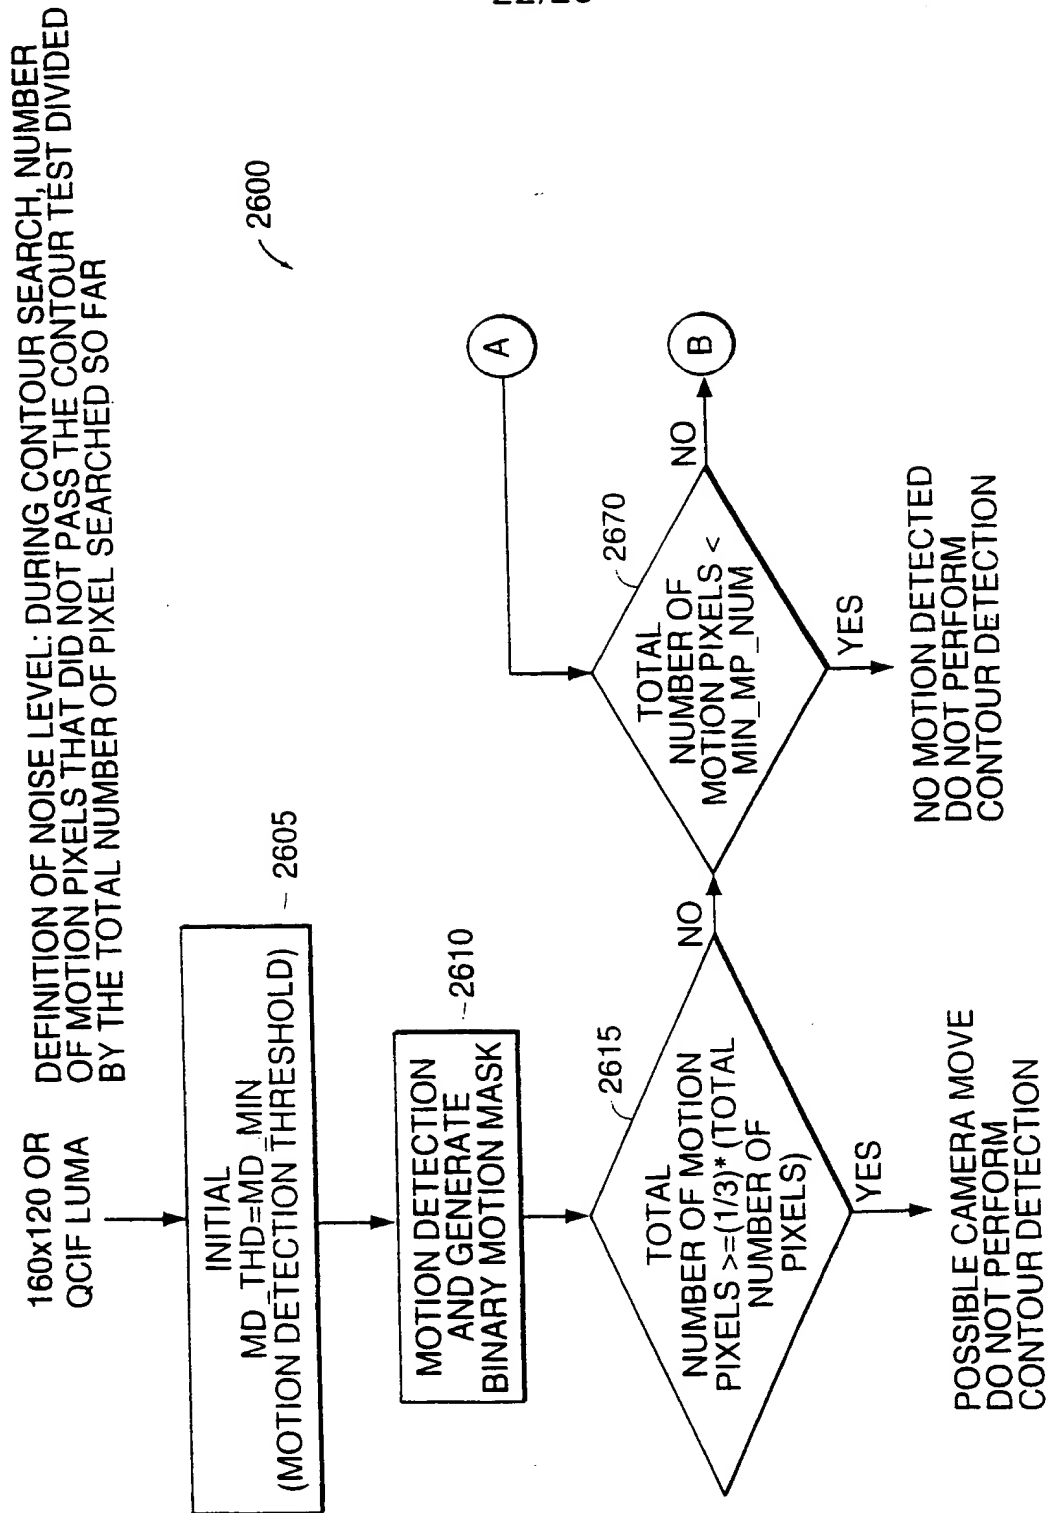 160x120 OR
QCIF LUMA
DEFINITION OF NOISE LEVEL: DURING CONTOUR SEARCH, NUMBER
OF MOTION PIXELS THAT DID NOT PASS THE CONTOUR TEST DIVIDED
BY THE TOTAL NUMBER OF PIXEL SEARCHED SO FAR
2600
INITIAL
MD_THD=MD_MIN
(MOTION DETECTION THRESHOLD)
2605
MOTION DETECTION
AND GENERATE
BINARY MOTION MASK
2610
TOTAL
NUMBER OF MOTION
PIXELS >=(1/3)*(TOTAL
NUMBER OF
PIXELS)
2615
NO
YES
POSSIBLE CAMERA MOVE
DO NOT PERFORM
CONTOUR DETECTION
A
TOTAL
NUMBER OF
MOTION PIXELS <
MIN_MP_NUM
2670
NO
B
YES
NO MOTION DETECTED
DO NOT PERFORM
CONTOUR DETECTION